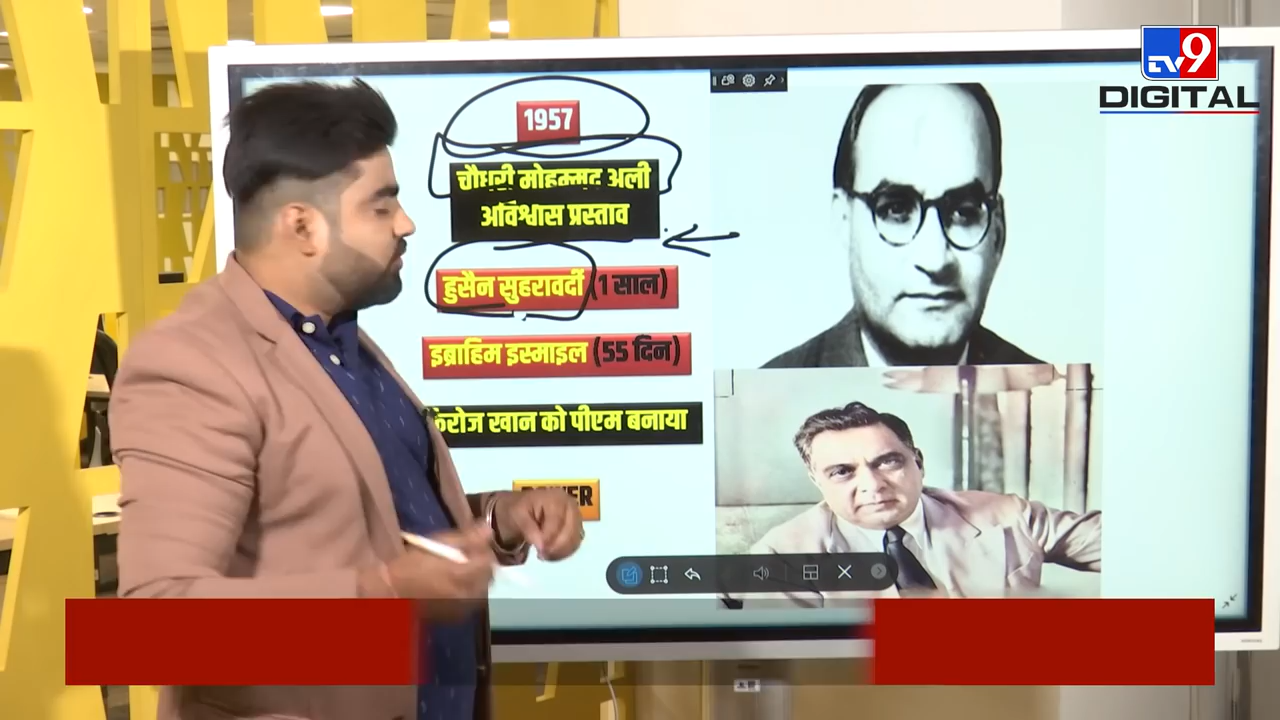 TV9
DIGITAL
1957
चौधरी मोहम्मद अली
अविश्वास प्रस्ताव
हुसैन सुहरावर्दी (1 साल)
इब्राहिम इस्माइल (55 दिन)
खान को पीएम बनाया